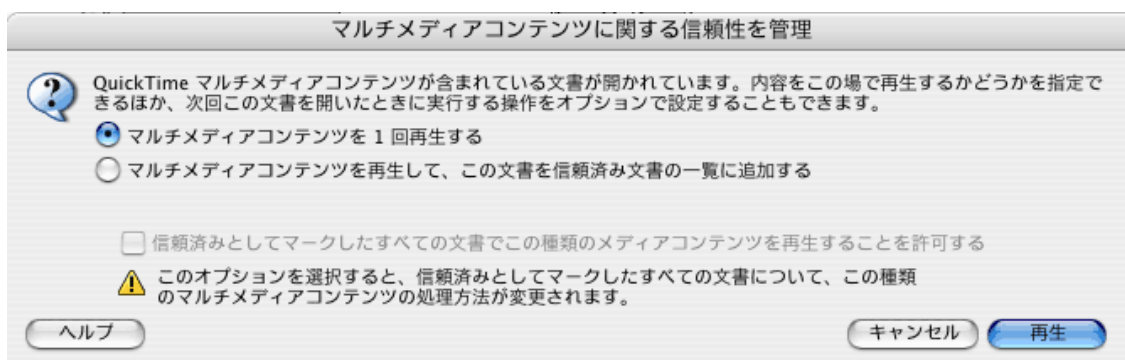 マルチメディアコンテンツに関する信頼性を管理
QuickTime マルチメディアコンテンツが含まれている文書が開かれています。内容をこの場で再生するかどうかを指定で
きるほか、次回この文書を開いたときに実行する操作をオプションで設定することもできます。
マルチメディアコンテンツを 1 回再生する
マルチメディアコンテンツを再生して、この文書を信頼済み文書の一覧に追加する
信頼済みとしてマークしたすべての文書でこの種類のメディアコンテンツを再生することを許可する
このオプションを選択すると、信頼済みとしてマークしたすべての文書について、この種類
のマルチメディアコンテンツの処理方法が変更されます。
ヘルプ
キャンセル
再生